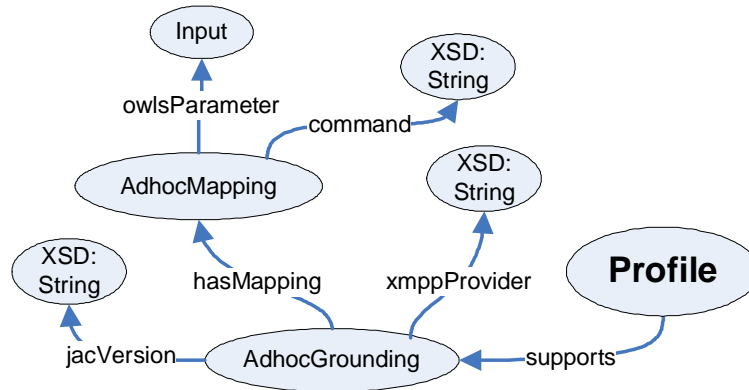 Input
XSD:
String
owlsParameter
command
XSD:
String
AdhocMapping
XSD:
String
hasMapping
xmppProvider
Profile
jacVersion
AdhocGrounding
supports